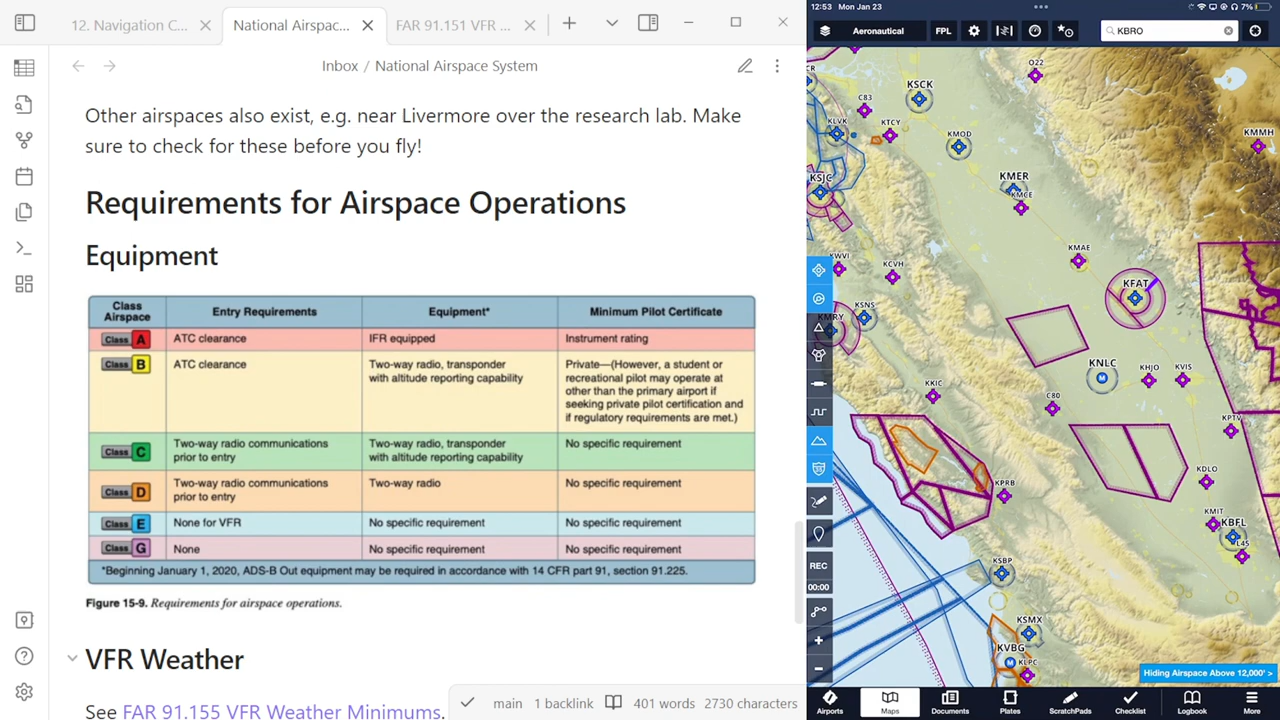 12. Navigation C...
National Airspac...
FAR 91.151 VFR ...
Inbox / National Airspace System
Other airspaces also exist, e.g. near Livermore over the research lab. Make
sure to check for these before you fly!
Requirements for Airspace Operations
Equipment
Class
Airspace
Entry Requirements
Equipment*
Minimum Pilot Certificate
Class A
ATC clearance
IFR equipped
Instrument rating
Class B
ATC clearance
Two-way radio, transponder
with altitude reporting capability
Private—(However, a student or
recreational pilot may operate at
other than the primary airport if
seeking private pilot certification and
if regulatory requirements are met.)
Class C
Two-way radio communications
prior to entry
Two-way radio, transponder
with altitude reporting capability
No specific requirement
Class D
Two-way radio communications
prior to entry
Two-way radio
No specific requirement
Class E
None for VFR
No specific requirement
No specific requirement
Class G
None
No specific requirement
No specific requirement
*Beginning January 1, 2020, ADS-B Out equipment may be required in accordance with 14 CFR part 91, section 91.225.
Figure 15-9. Requirements for airspace operations.
VFR Weather
See FAR 91.155 VFR Weather Minimums.
main
1 backlink
401 words
2730 characters
12:53 Mon Jan 23
7%
Aeronautical
FPL
KBRO
O22
KSCK
C83
KLVK
KTCY
KMOD
KMMH
KSJC
KMER
KMCE
KWVI
KCVH
KMAE
KFAT
KSNS
KMRY
KNLC
KHJO
KVIS
KKIC
C80
KPTV
KDLO
KPRB
KMIT
KBFL
L45
KSBP
KSMX
KVBG
KLPC
REC
00:00
Hiding Airspace Above 12,000' >
Airports
Maps
Documents
Plates
ScratchPads
Checklist
Logbook
More